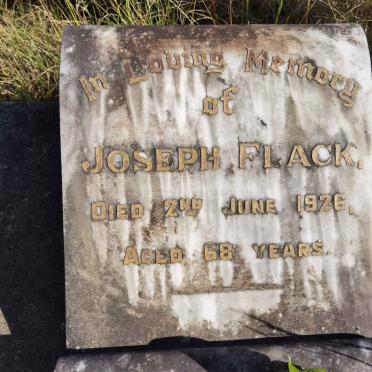 In Loving Memory
of
JOSEPH FLACK.
DIED 2ND JUNE 1926,
AGED 68 YEARS.